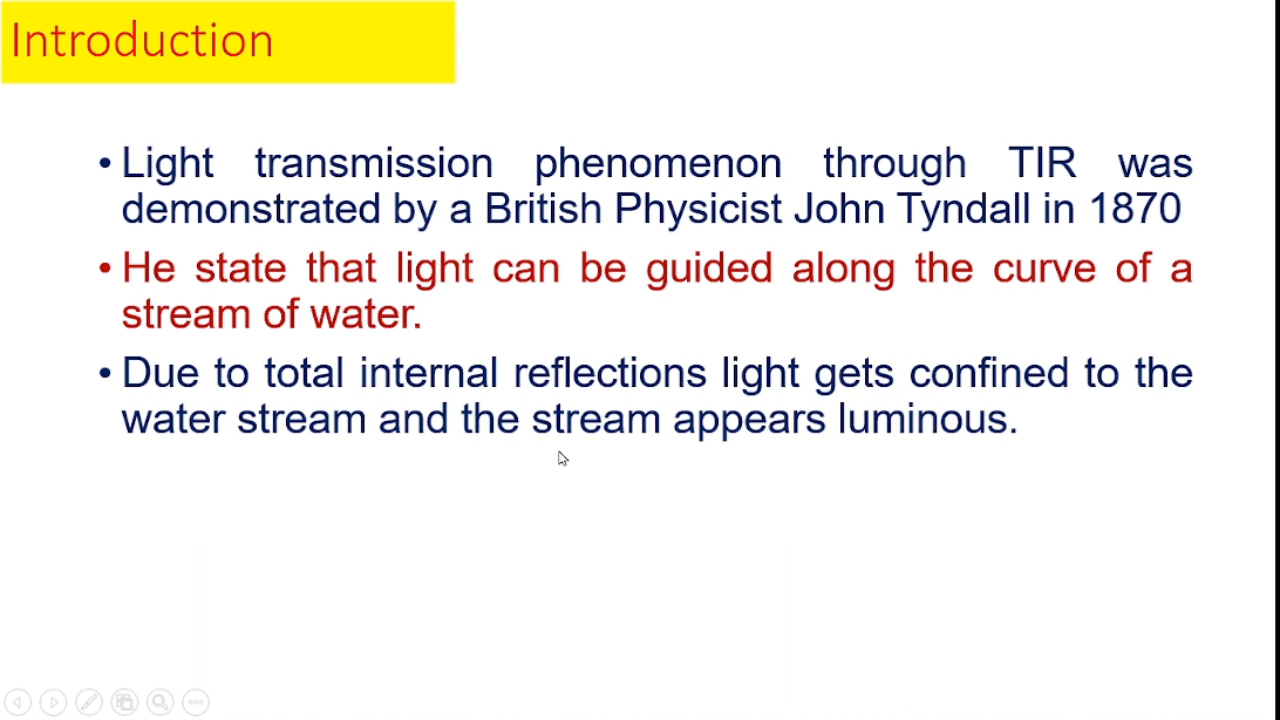 Introduction
• Light transmission phenomenon through TIR was
demonstrated by a British Physicist John Tyndall in 1870
• He state that light can be guided along the curve of a
stream of water.
• Due to total internal reflections light gets confined to the
water stream and the stream appears luminous.